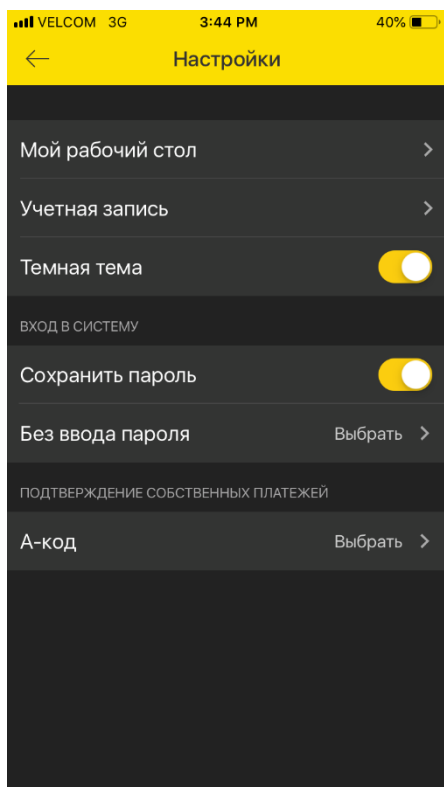 VELCOM 3G 3:44 PM 40%
Настройки
Мой рабочий стол
Учетная запись
Темная тема
ВХОД В СИСТЕМУ
Сохранить пароль
Без ввода пароля Выбрать
ПОДТВЕРЖДЕНИЕ СОБСТВЕННЫХ ПЛАТЕЖЕЙ
А-код Выбрать